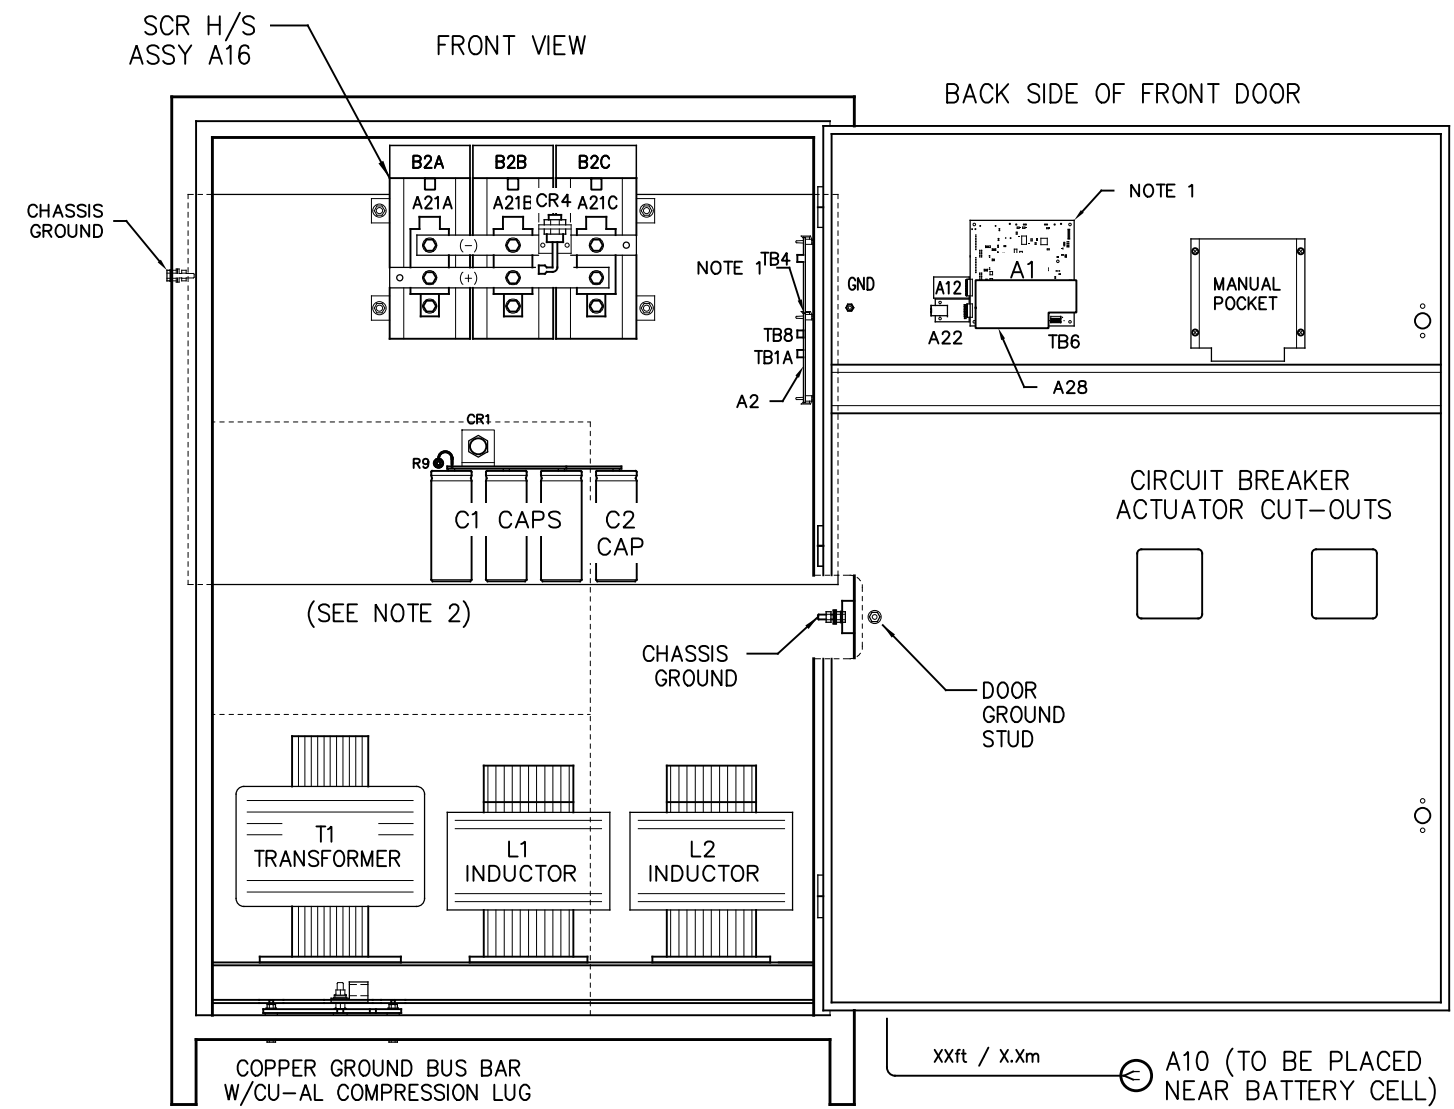 SCR H/S
ASSY A16
FRONT VIEW
BACK SIDE OF FRONT DOOR
B2A
B2B
B2C
A21A
A21B
CR4
A21C
(-)
(+)
CHASSIS
GROUND
NOTE 1
TB4
NOTE 1
GND
A1
A12
A22
TB6
A28
MANUAL
POCKET
TB8
TB1A
A2
CR1
R9
C1
CAPS
C2
CAP
CIRCUIT BREAKER
ACTUATOR CUT-OUTS
(SEE NOTE 2)
CHASSIS
GROUND
DOOR
GROUND
STUD
T1
TRANSFORMER
L1
INDUCTOR
L2
INDUCTOR
COPPER GROUND BUS BAR
W/CU-AL COMPRESSION LUG
XXft / X.Xm
A10 (TO BE PLACED
NEAR BATTERY CELL)